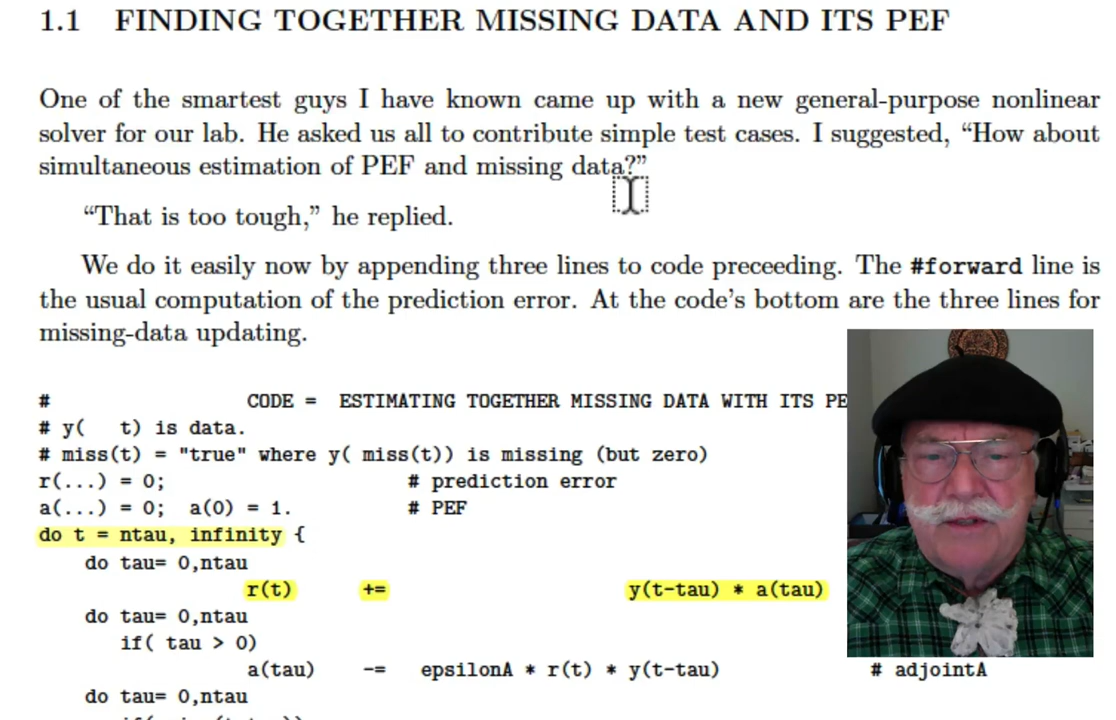 1.1 FINDING TOGETHER MISSING DATA AND ITS PEF
One of the smartest guys I have known came up with a new general-purpose nonlinear
solver for our lab. He asked us all to contribute simple test cases. I suggested, “How about
simultaneous estimation of PEF and missing data?”
“That is too tough,” he replied.
We do it easily now by appending three lines to code preceeding. The #forward line is
the usual computation of the prediction error. At the code’s bottom are the three lines for
missing-data updating.
# CODE = ESTIMATING TOGETHER MISSING DATA WITH ITS PE
# y( t) is data.
# miss(t) = "true" where y( miss(t)) is missing (but zero)
r(...) = 0; # prediction error
a(...) = 0; a(0) = 1. # PEF
do t = ntau, infinity {
do tau= 0,ntau
r(t) += y(t-tau) * a(tau)
do tau= 0,ntau
if( tau > 0)
a(tau) -= epsilonA * r(t) * y(t-tau) # adjointA
do tau= 0,ntau